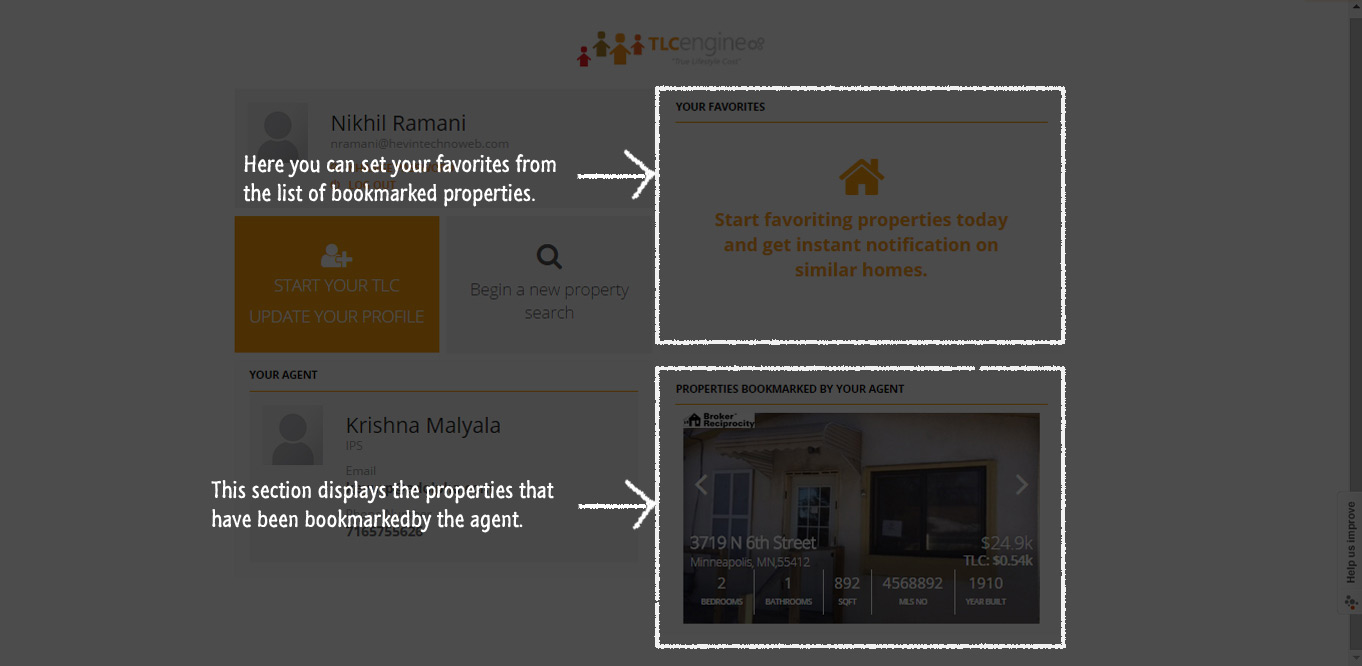 TLCengine
"True Lifestyle Cost"
Nikhil Ramani
nramani@hevintechnoweb.com
LOG OUT
Here you can set your favorites from
the list of bookmarked properties.
START YOUR TLC
UPDATE YOUR PROFILE
Begin a new property
search
YOUR FAVORITES
Start favoriting properties today
and get instant notification on
similar homes.
YOUR AGENT
Krishna Malyala
IPS
Email
This section displays the properties that
have been bookmarkedby the agent.
7165755626
PROPERTIES BOOKMARKED BY YOUR AGENT
Broker
Reciprocity
3719 N 6th Street
$24.9k
Minneapolis, MN,55412
TLC: $0.54k
2 1 892 4568892 1910
BEDROOMS BATHROOMS SQFT MLS NO YEAR BUILT
Help us improve